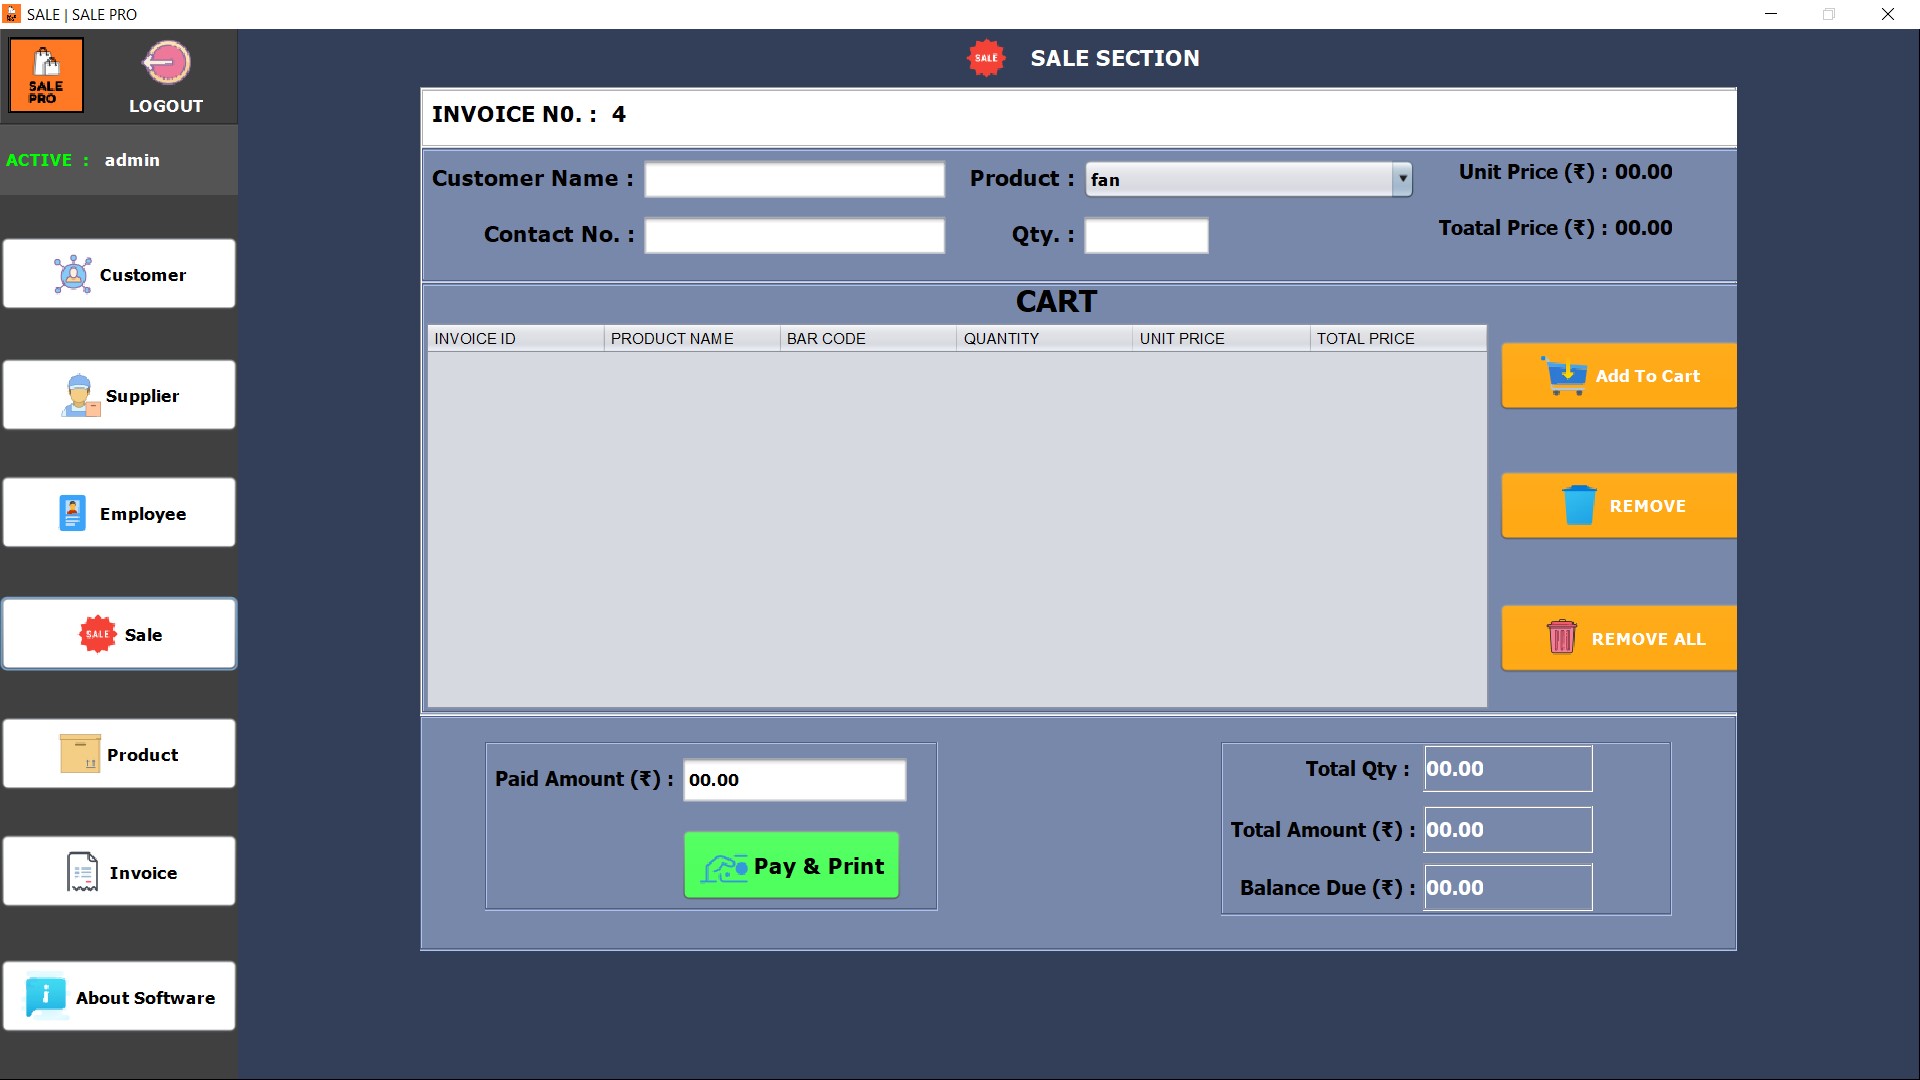 SALE | SALE PRO
SALE PRO
LOGOUT
ACTIVE : admin
Customer
Supplier
Employee
SALE Sale
Product
Invoice
i About Software
SALE SALE SECTION
INVOICE N0. : 4
Customer Name : Product : fan Unit Price (₹) : 00.00
Contact No. : Qty. : Toatal Price (₹) : 00.00
CART
INVOICE ID PRODUCT NAME BAR CODE QUANTITY UNIT PRICE TOTAL PRICE
Add To Cart
REMOVE
REMOVE ALL
Paid Amount (₹) : 00.00
Pay & Print
Total Qty : 00.00
Total Amount (₹) : 00.00
Balance Due (₹) : 00.00